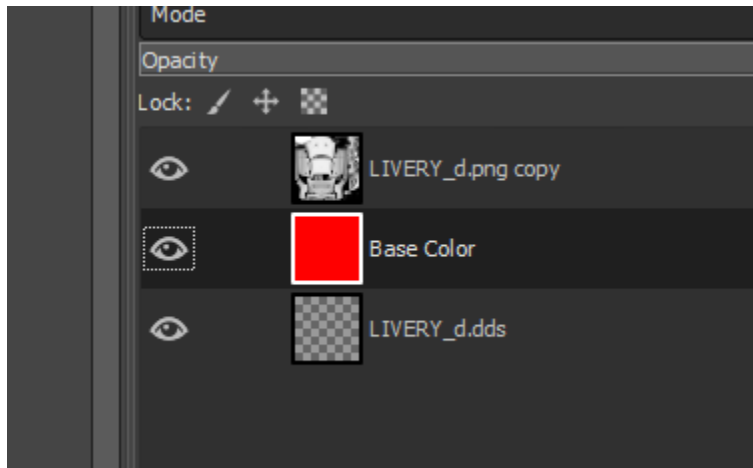 Mode
Opacity
Lock:
LIVERY_d.png copy
Base Color
LIVERY_d.dds